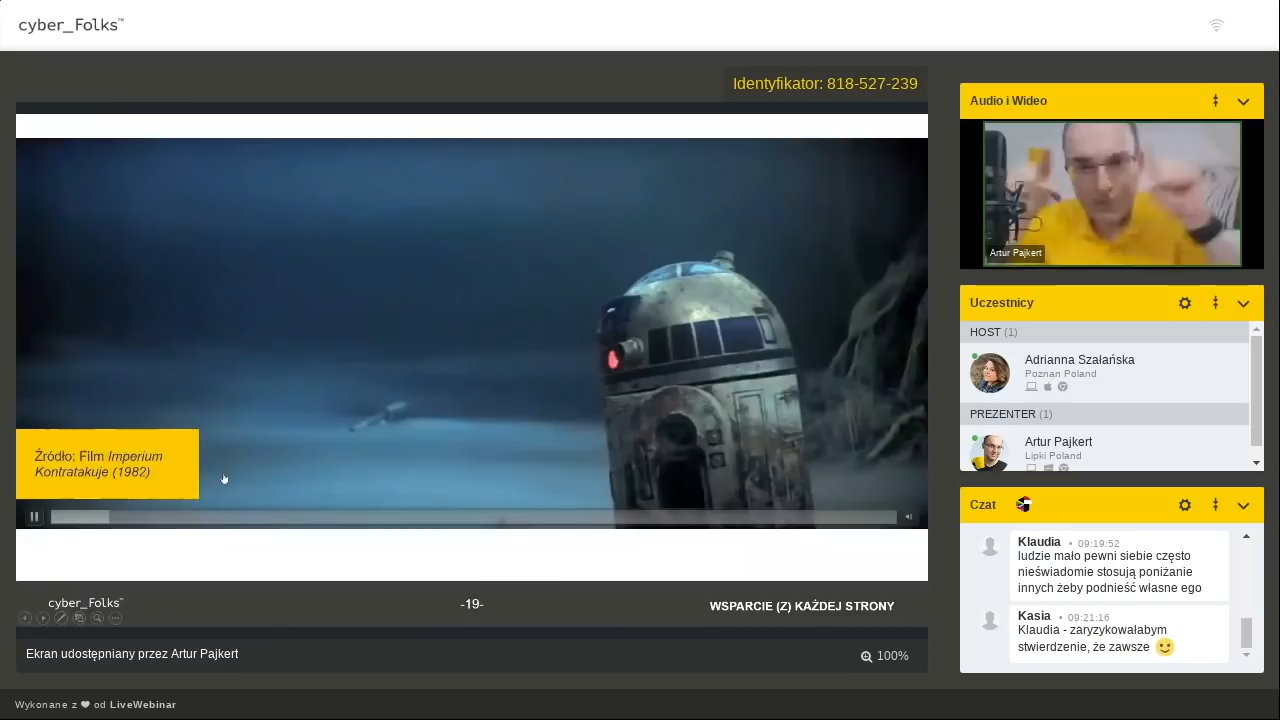 cyber_Folks™
Identyfikator: 818-527-239
Źródło: Film Imperium
Kontratakuje (1982)
cyber_Folks™
-19-
WSPARCIE (Z) KAŻDEJ STRONY
Ekran udostępniany przez Artur Pajkert
100%
Audio i Wideo
Artur Pajkert
Uczestnicy
HOST (1)
Adrianna Szałańska
Poznan Poland
PREZENTER (1)
Artur Pajkert
Lipki Poland
Czat
Klaudia • 09:19:52
ludzie mało pewni siebie często
nieświadomie stosują poniżanie
innych żeby podnieść własne ego
Kasia • 09:21:16
Klaudia - zaryzykowałabym
stwierdzenie, że zawsze
Wykonane z ❤ od LiveWebinar